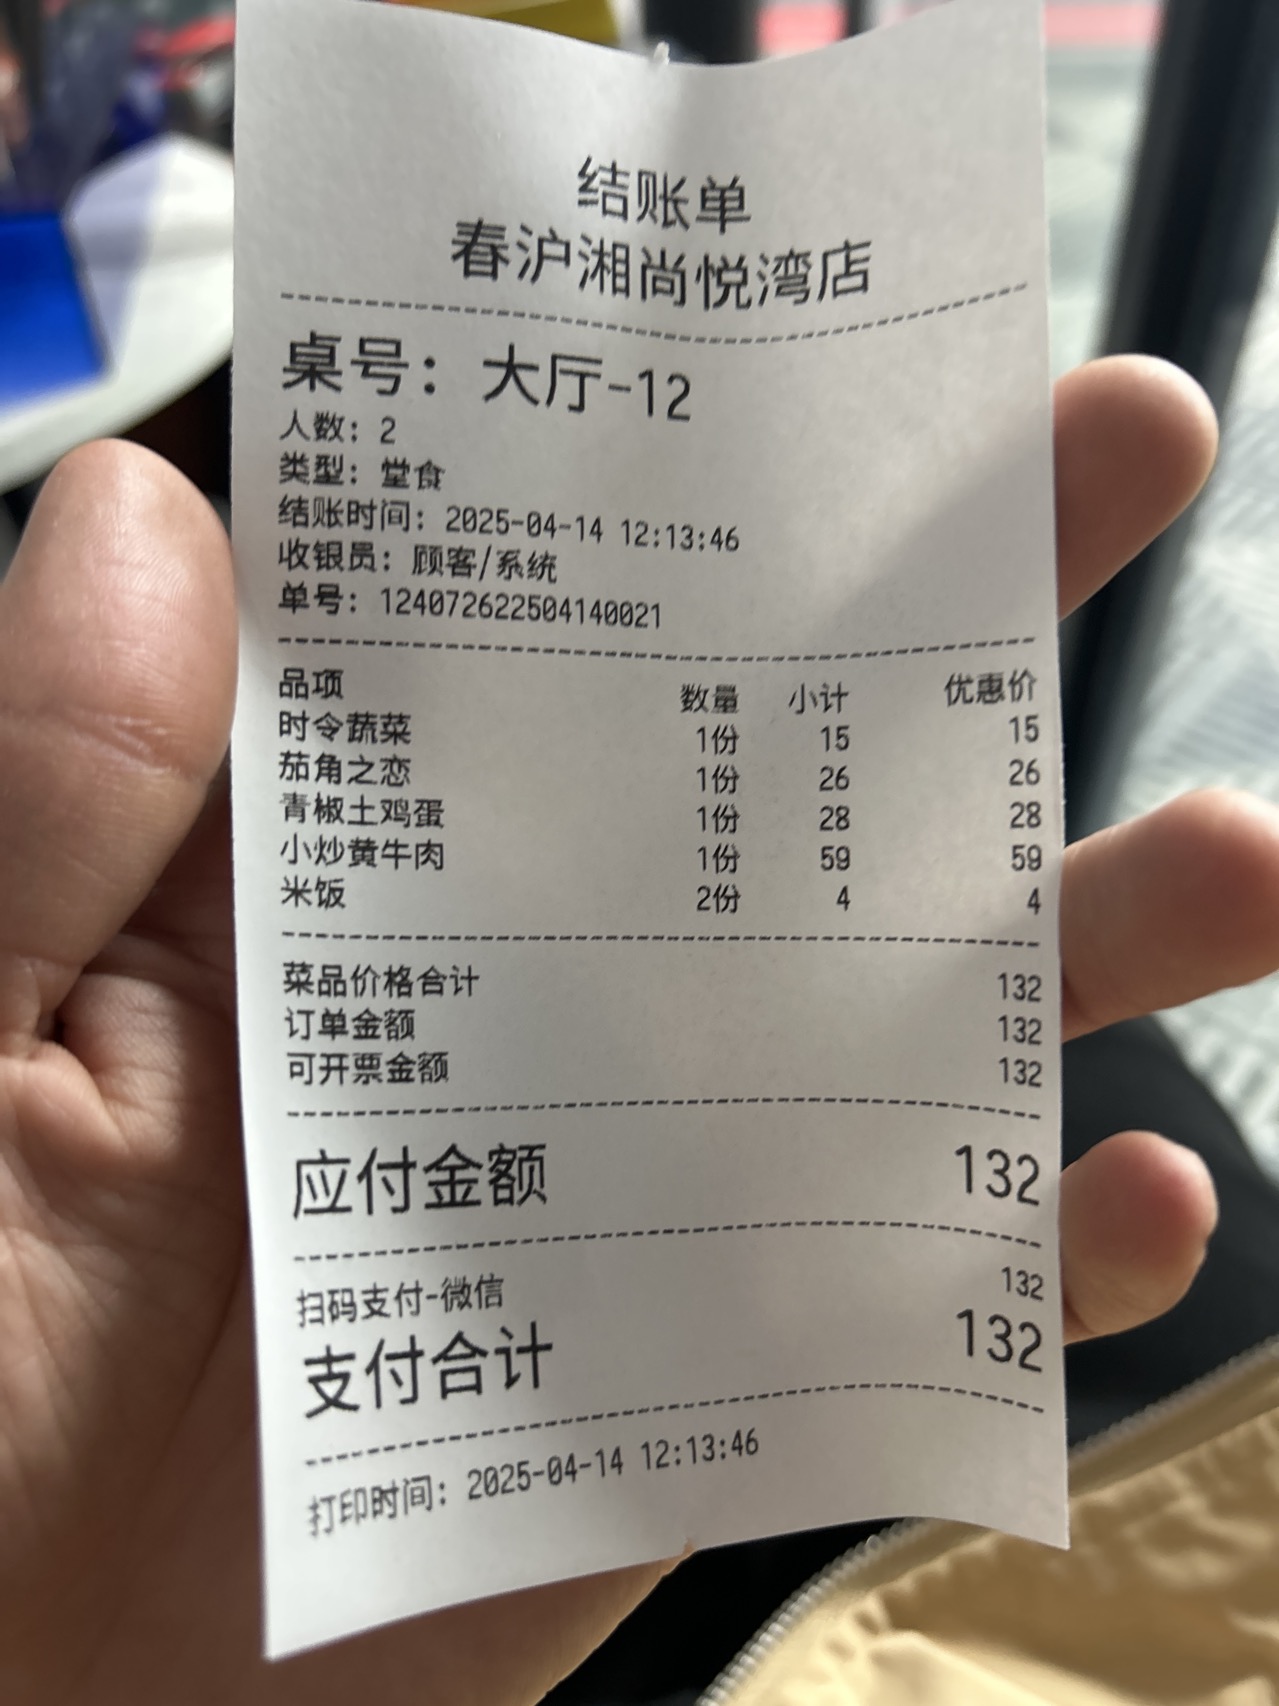 结账单
春沪湘尚悦湾店
桌号：大厅-12
人数：2
类型：堂食
结账时间：2025-04-14 12:13:46
收银员：顾客/系统
单号：124072622504140021
品项 数量 小计 优惠价
时令蔬菜 1份 15 15
茄角之恋 1份 26 26
青椒土鸡蛋 1份 28 28
小炒黄牛肉 1份 59 59
米饭 2份 4 4
菜品价格合计 132
订单金额 132
可开票金额 132
应付金额 132
扫码支付-微信 132
支付合计 132
打印时间：2025-04-14 12:13:46